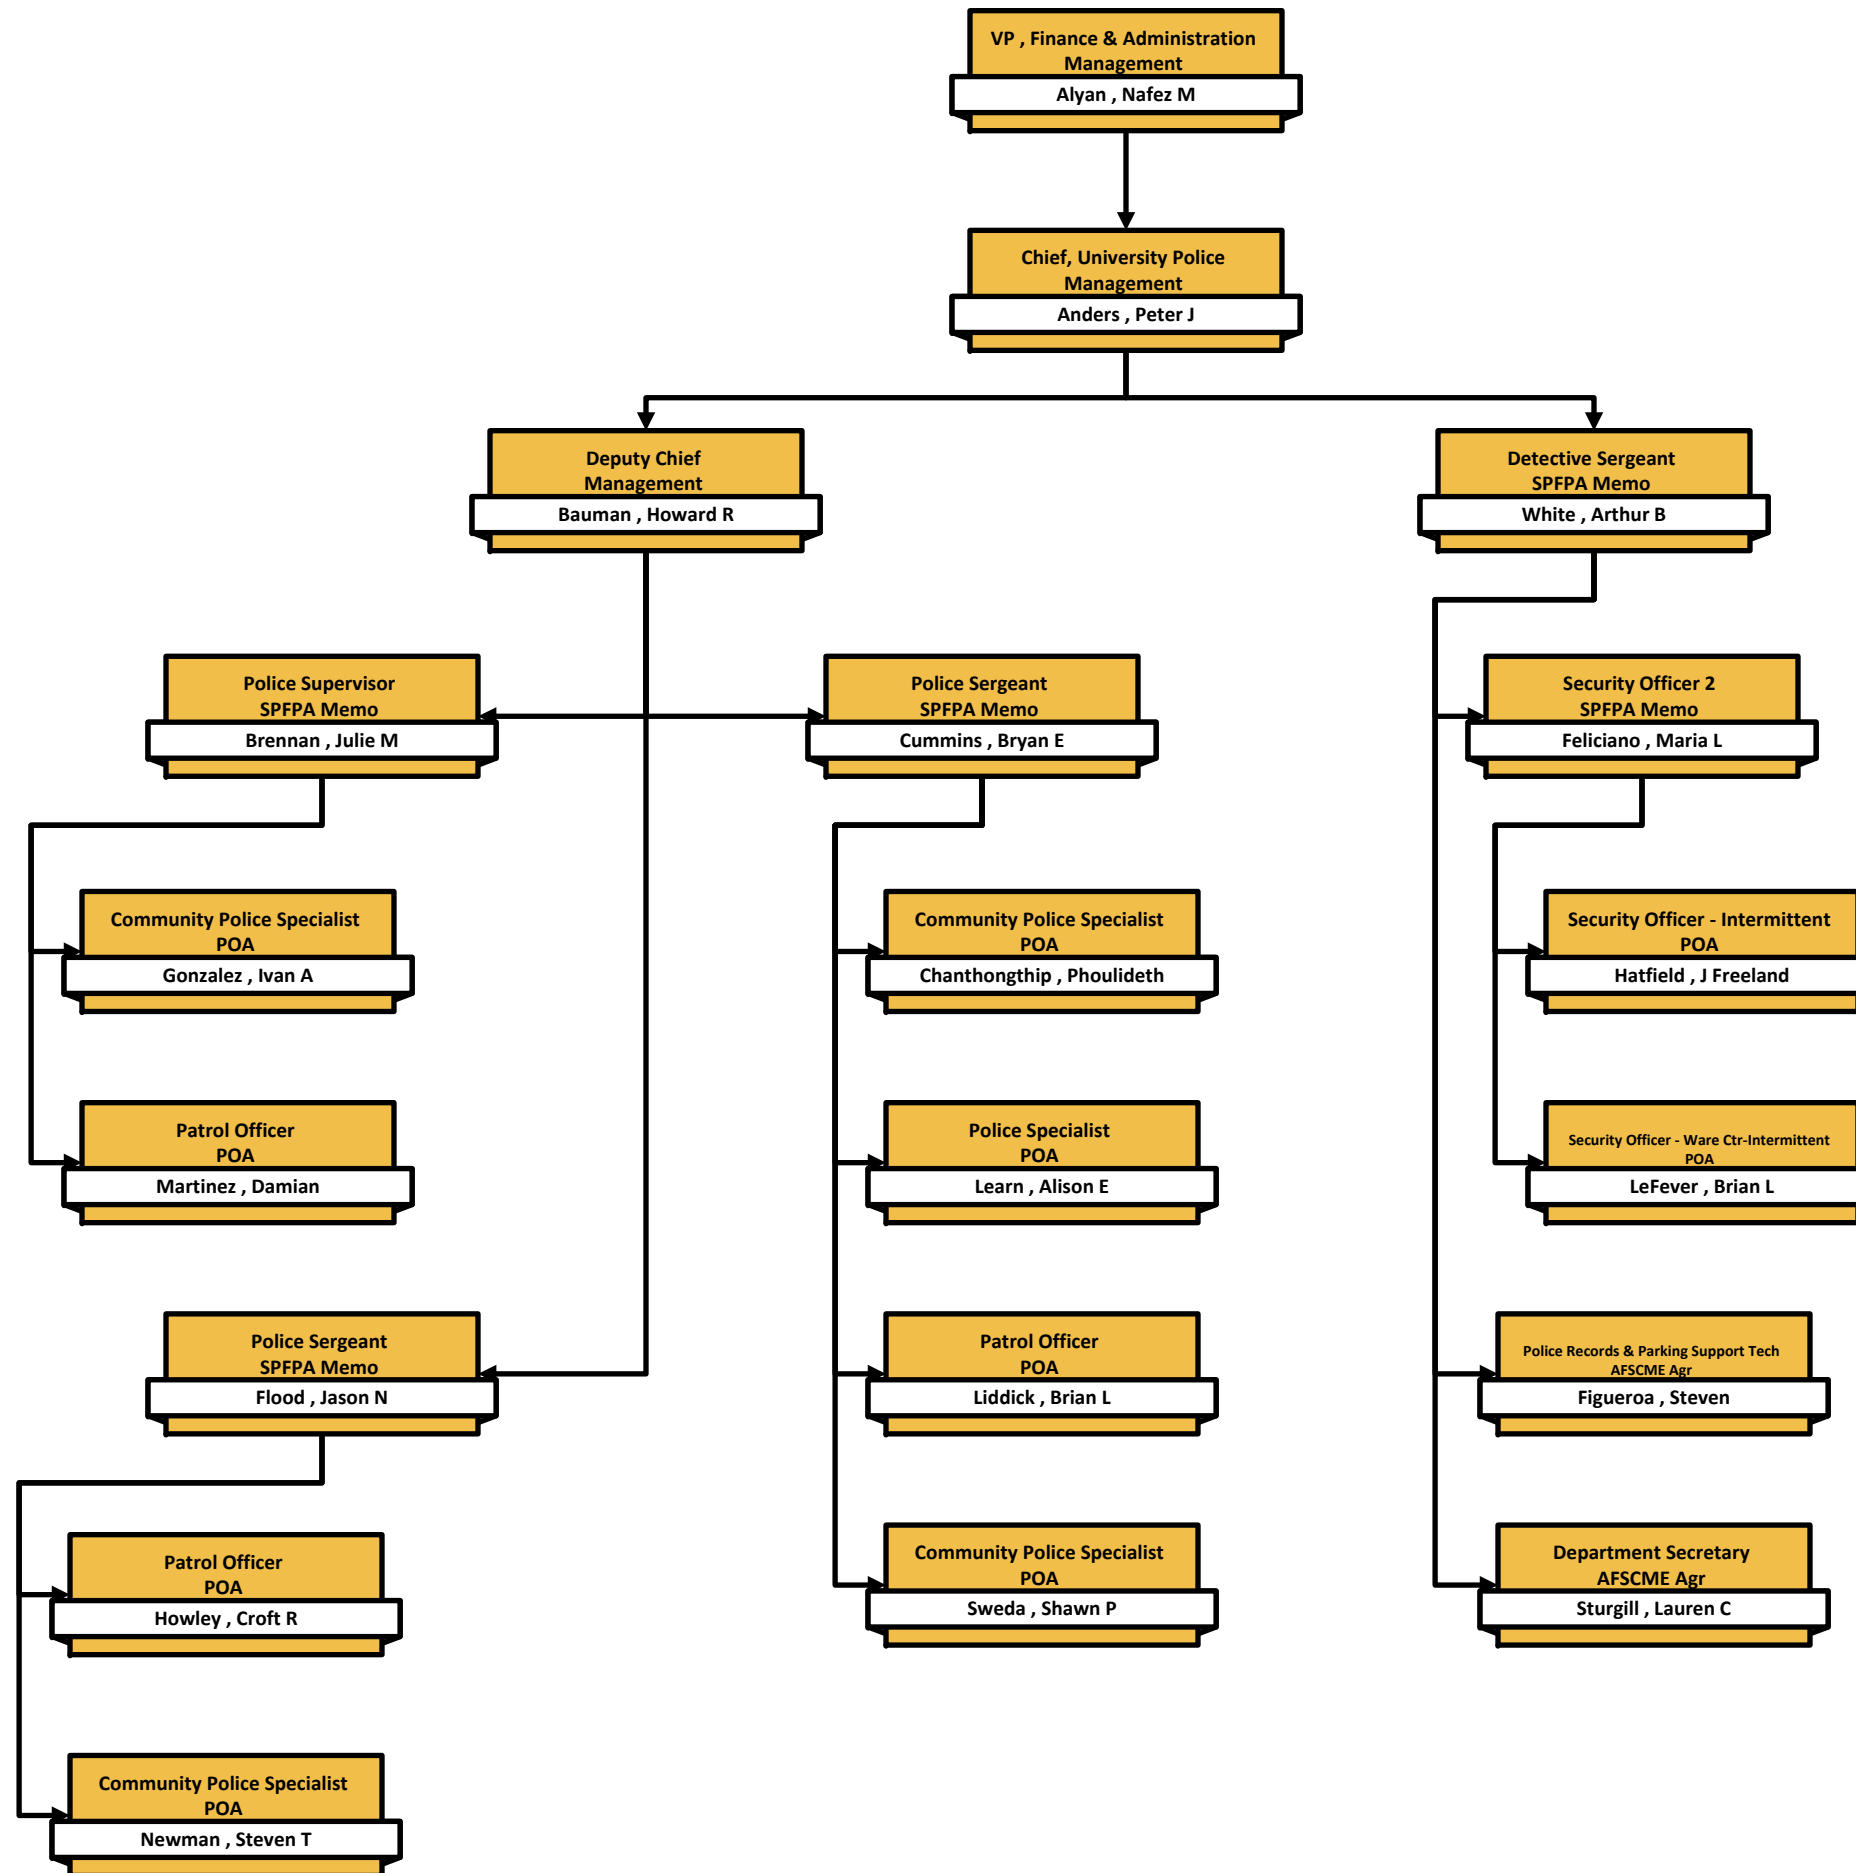 VP , Finance & Administration
Management
Alyan , Nafez M
Chief, University Police
Management
Anders , Peter J
Deputy Chief
Management
Bauman , Howard R
Detective Sergeant
SPFPA Memo
White , Arthur B
Police Supervisor
SPFPA Memo
Brennan , Julie M
Police Sergeant
SPFPA Memo
Cummins , Bryan E
Security Officer 2
SPFPA Memo
Feliciano , Maria L
Community Police Specialist
POA
Gonzalez , Ivan A
Community Police Specialist
POA
Chanthongthip , Phoulideth
Security Officer - Intermittent
POA
Hatfield , J Freeland
Patrol Officer
POA
Martinez , Damian
Police Specialist
POA
Learn , Alison E
Security Officer - Ware Ctr-Intermittent
POA
LeFever , Brian L
Police Sergeant
SPFPA Memo
Flood , Jason N
Patrol Officer
POA
Liddick , Brian L
Police Records & Parking Support Tech
AFSCME Agr
Figueroa , Steven
Patrol Officer
POA
Howley , Croft R
Community Police Specialist
POA
Sweda , Shawn P
Department Secretary
AFSCME Agr
Sturgill , Lauren C
Community Police Specialist
POA
Newman , Steven T